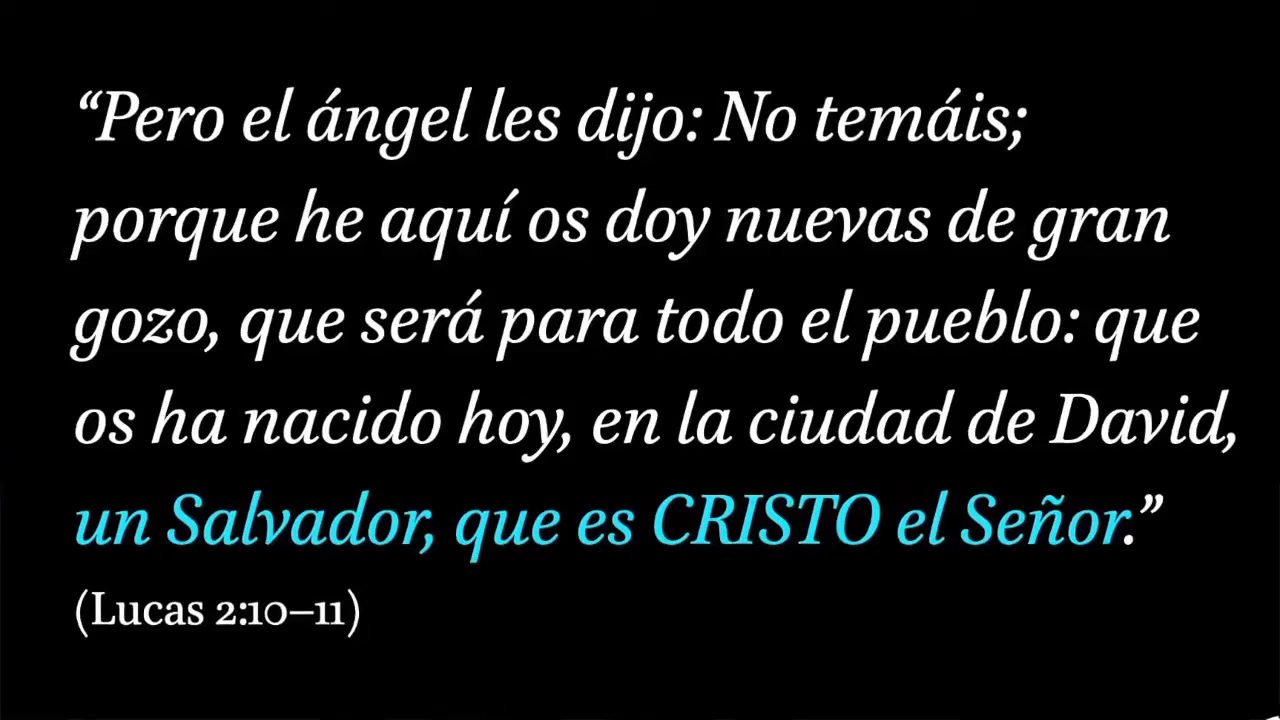 “Pero el ángel les dijo: No temáis;
porque he aquí os doy nuevas de gran
gozo, que será para todo el pueblo: que
os ha nacido hoy, en la ciudad de David,
un Salvador, que es CRISTO el Señor.”
(Lucas 2:10–11)